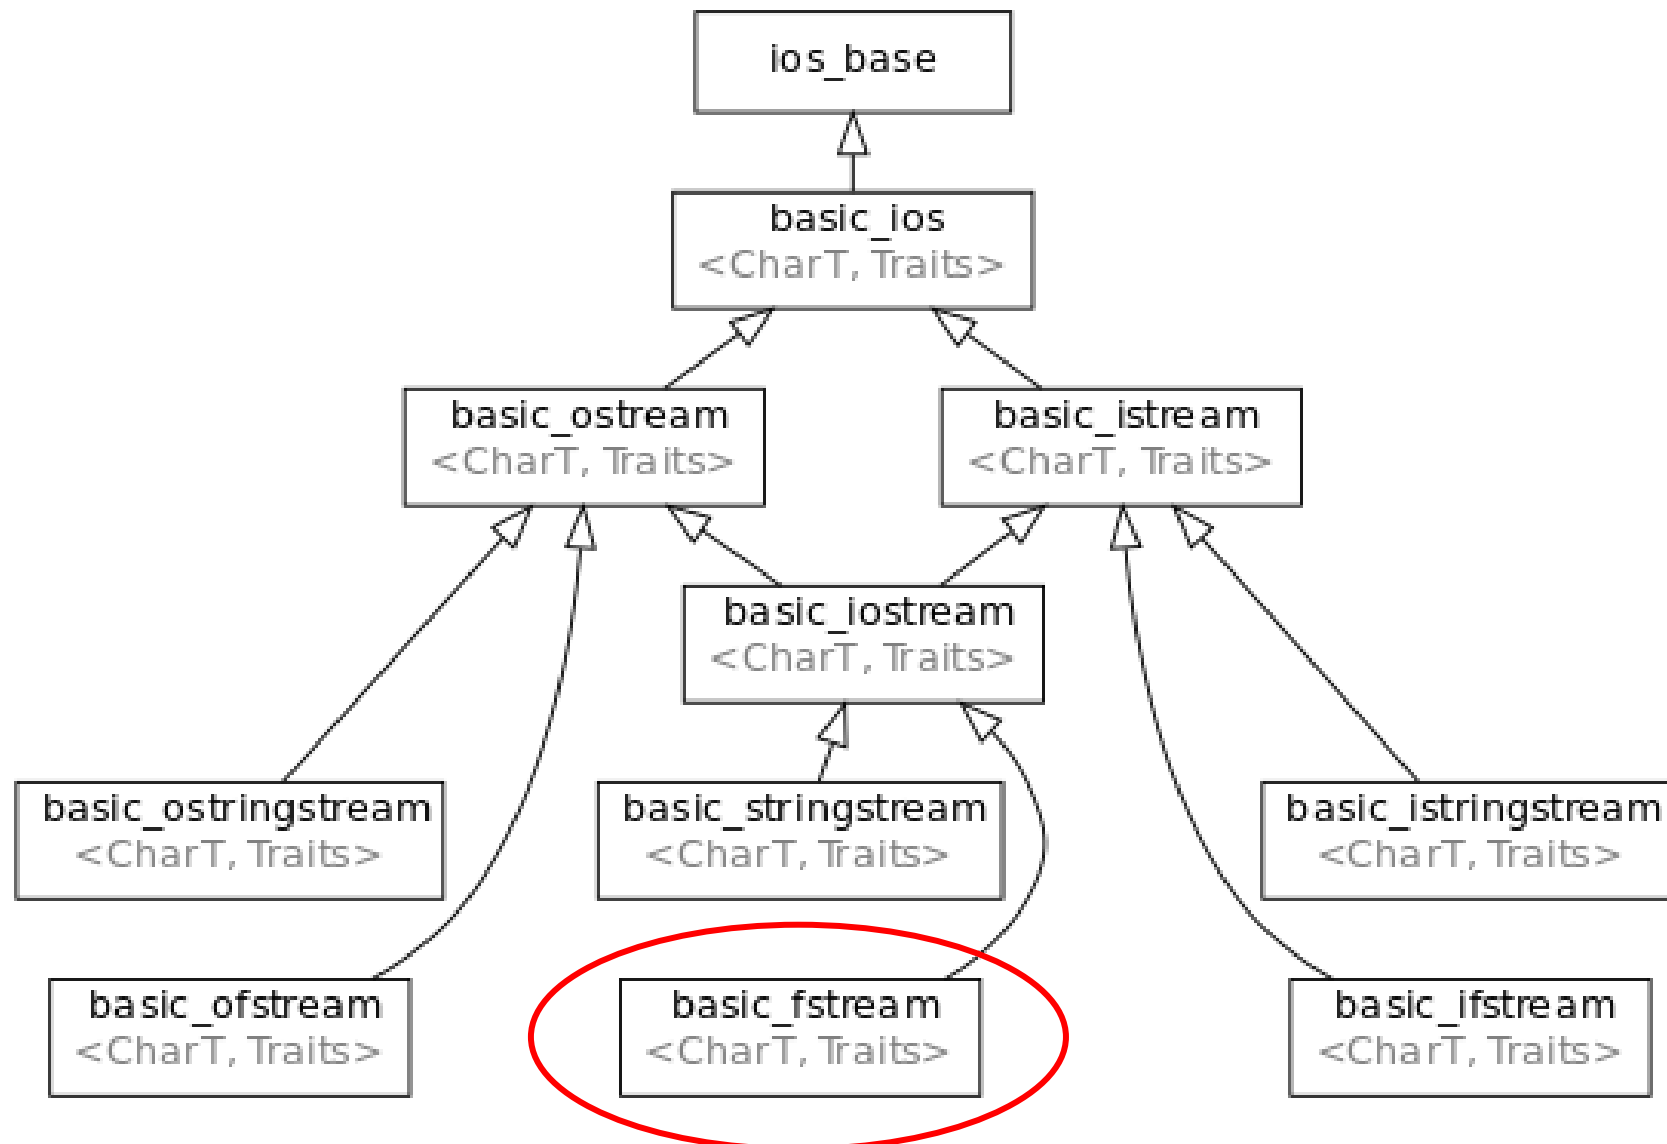 ios_base
basic_ios
<CharT, Traits>
basic_ostream
<CharT, Traits>
basic_istream
<CharT, Traits>
basic_iostream
<CharT, Traits>
basic_ostringstream
<CharT, Traits>
basic_stringstream
<CharT, Traits>
basic_istringstream
<CharT, Traits>
basic_ofstream
<CharT, Traits>
basic_fstream
<CharT, Traits>
basic_ifstream
<CharT, Traits>